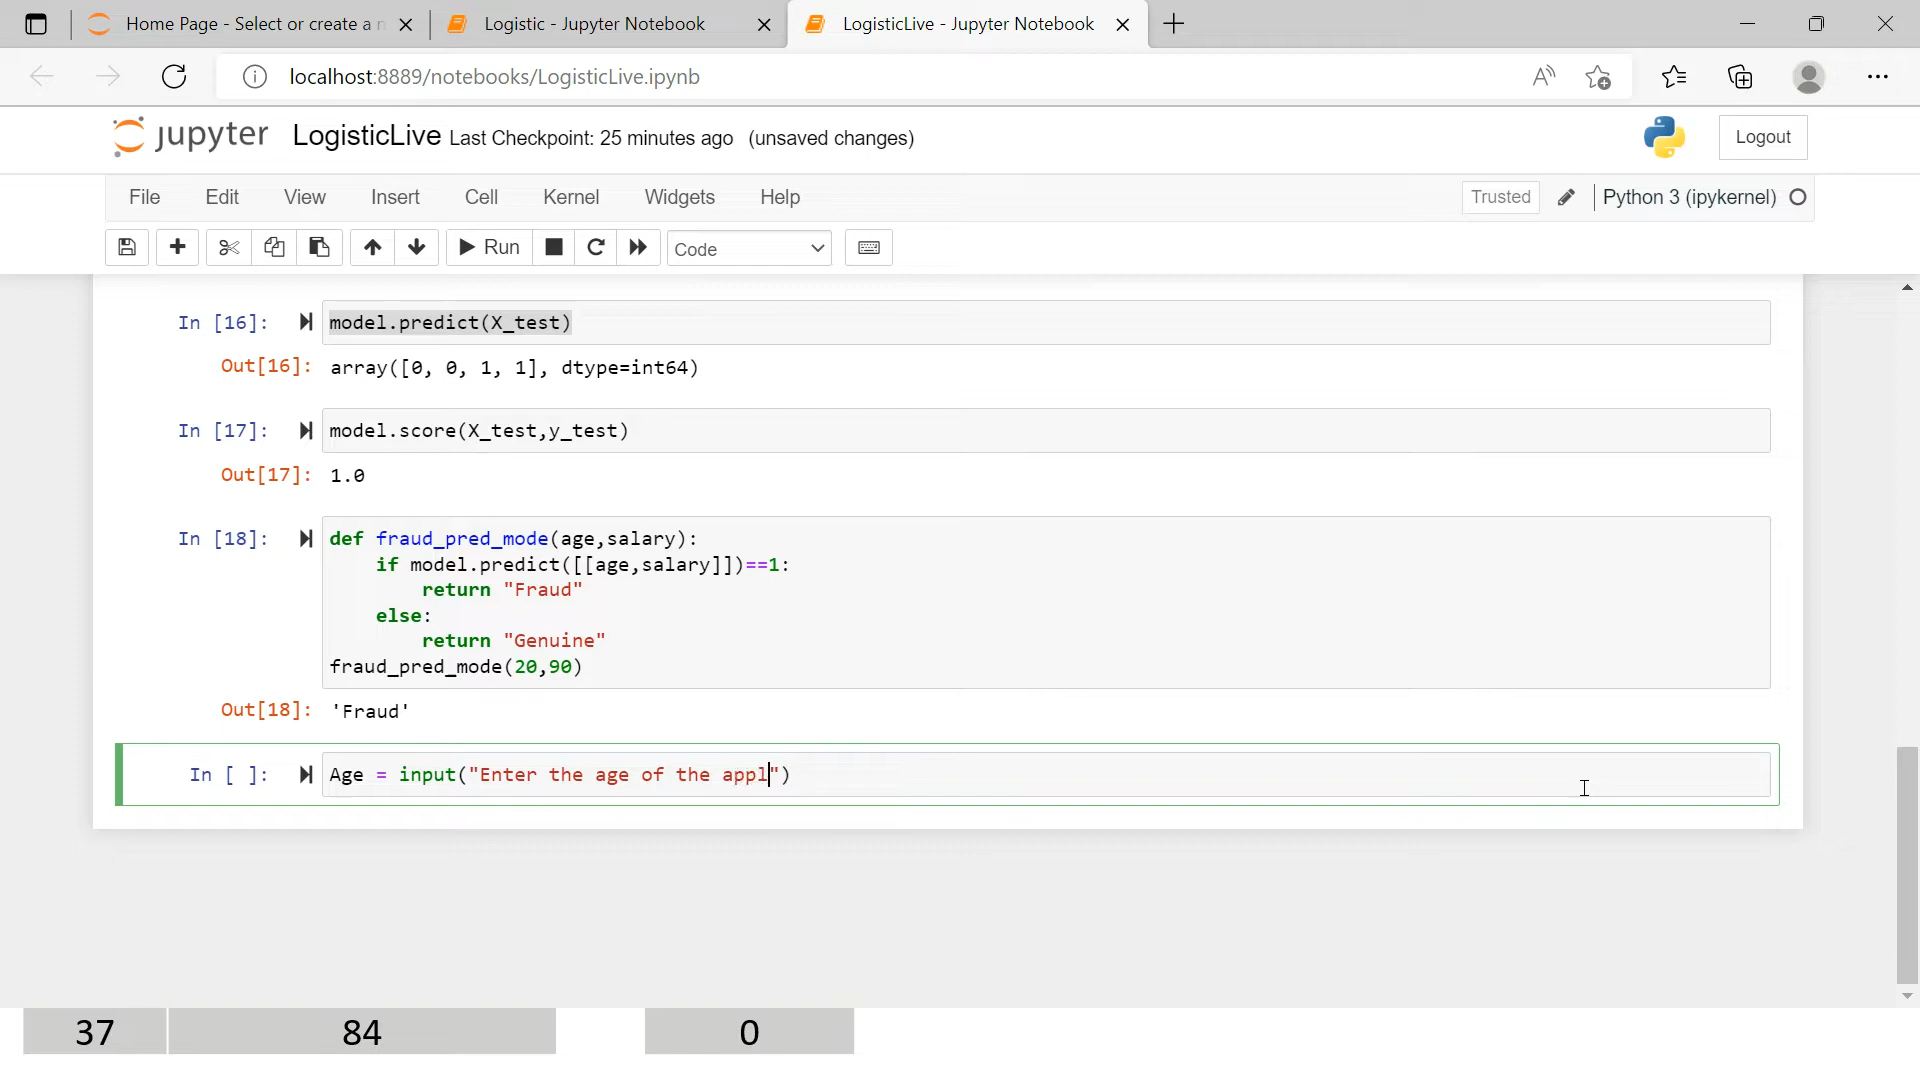 Home Page - Select or create a n
Logistic - Jupyter Notebook
LogisticLive - Jupyter Notebook
localhost:8889/notebooks/LogisticLive.ipynb
jupyter LogisticLive Last Checkpoint: 25 minutes ago (unsaved changes)
Logout
File Edit View Insert Cell Kernel Widgets Help
Trusted
Python 3 (ipykernel)
Run
Code
In [16]: model.predict(X_test)
Out[16]: array([0, 0, 1, 1], dtype=int64)
In [17]: model.score(X_test,y_test)
Out[17]: 1.0
In [18]: def fraud_pred_mode(age,salary):
    if model.predict([[age,salary]])==1:
        return "Fraud"
    else:
        return "Genuine"
fraud_pred_mode(20,90)
Out[18]: 'Fraud'
In [ ]: Age = input("Enter the age of the appl")
37 84 0